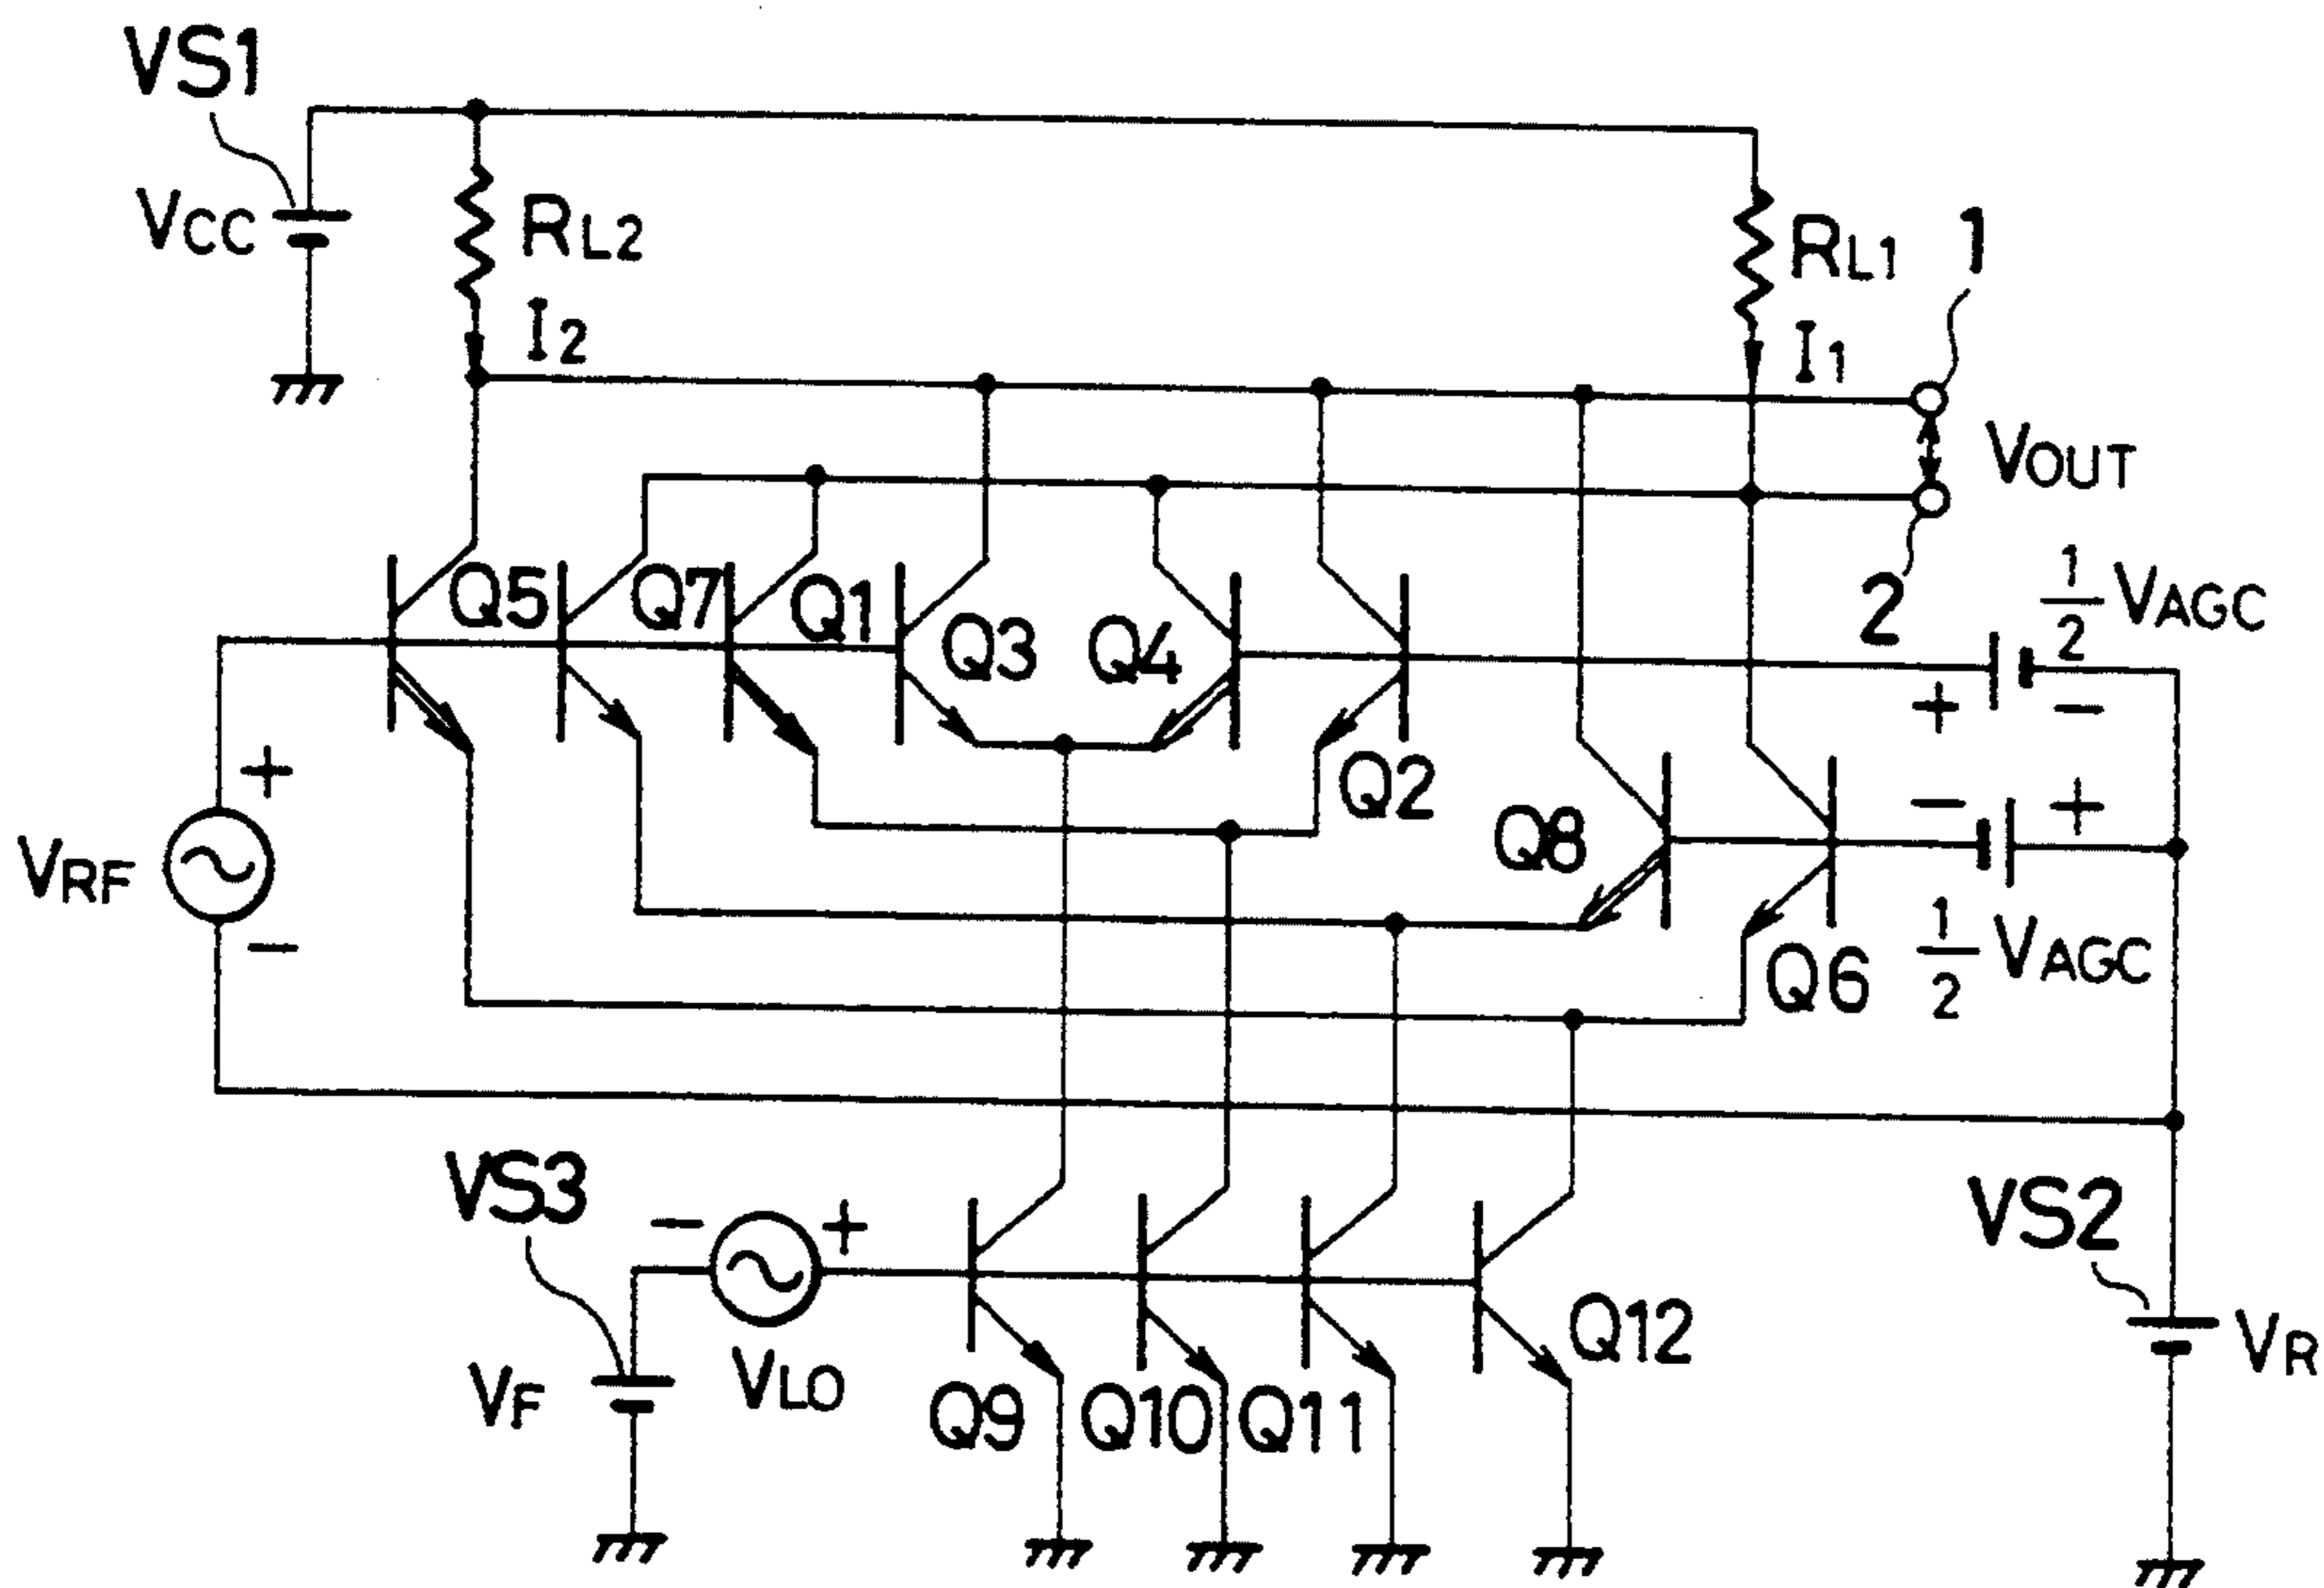 VS1
VCC
RL2
RL1
1
I2
I1
VOUT
2
1/2 VAGC
Q5
Q7
Q1
Q3
Q4
Q2
+
−
+
−
+
Q8
Q6
1/2 VAGC
VRF
−
VS3
−
+
VS2
VLO
VF
Q9
Q10
Q11
Q12
VR